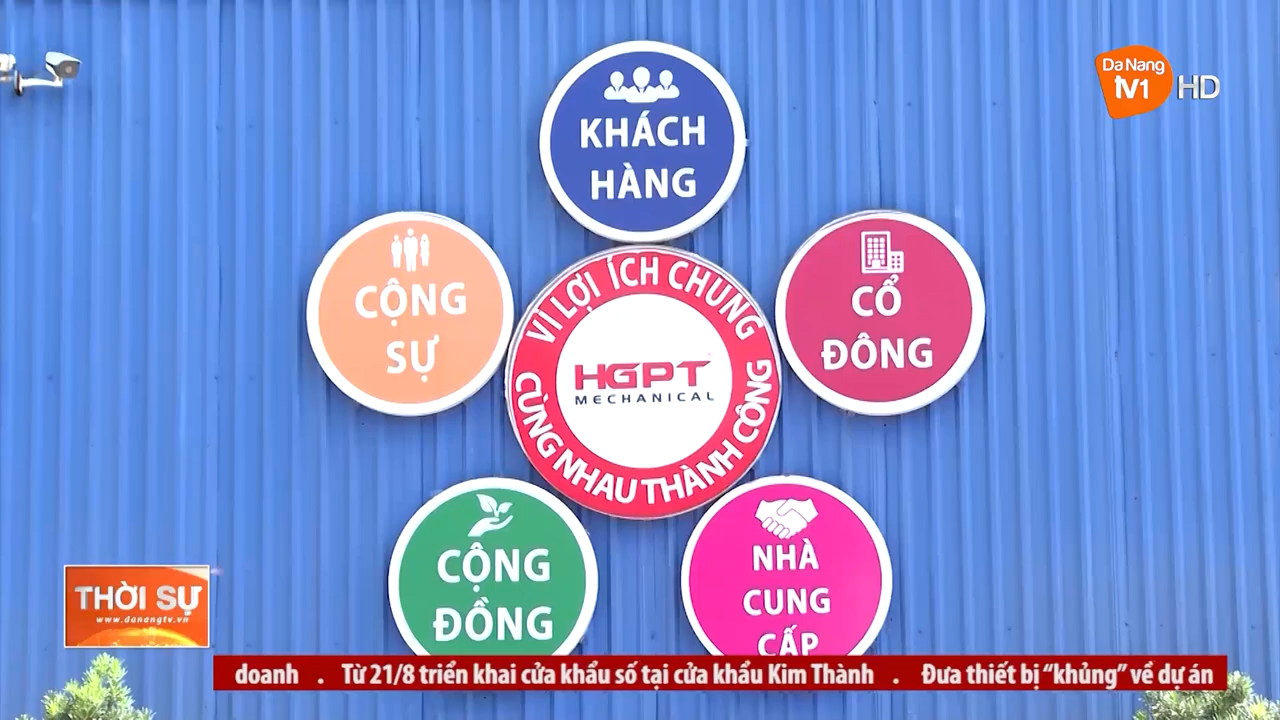 Da Nang
TV1 HD
KHÁCH
HÀNG
CỘNG
SỰ
CỔ
ĐÔNG
VÌ LỢI ÍCH CHUNG
HGPT
MECHANICAL
CÙNG NHAU THÀNH CÔNG
CỘNG
ĐỒNG
NHÀ
CUNG
CẤP
THỜI SỰ
www.danangtv.vn
doanh . Từ 21/8 triển khai cửa khẩu số tại cửa khẩu Kim Thành . Đưa thiết bị “khủng” về dự án